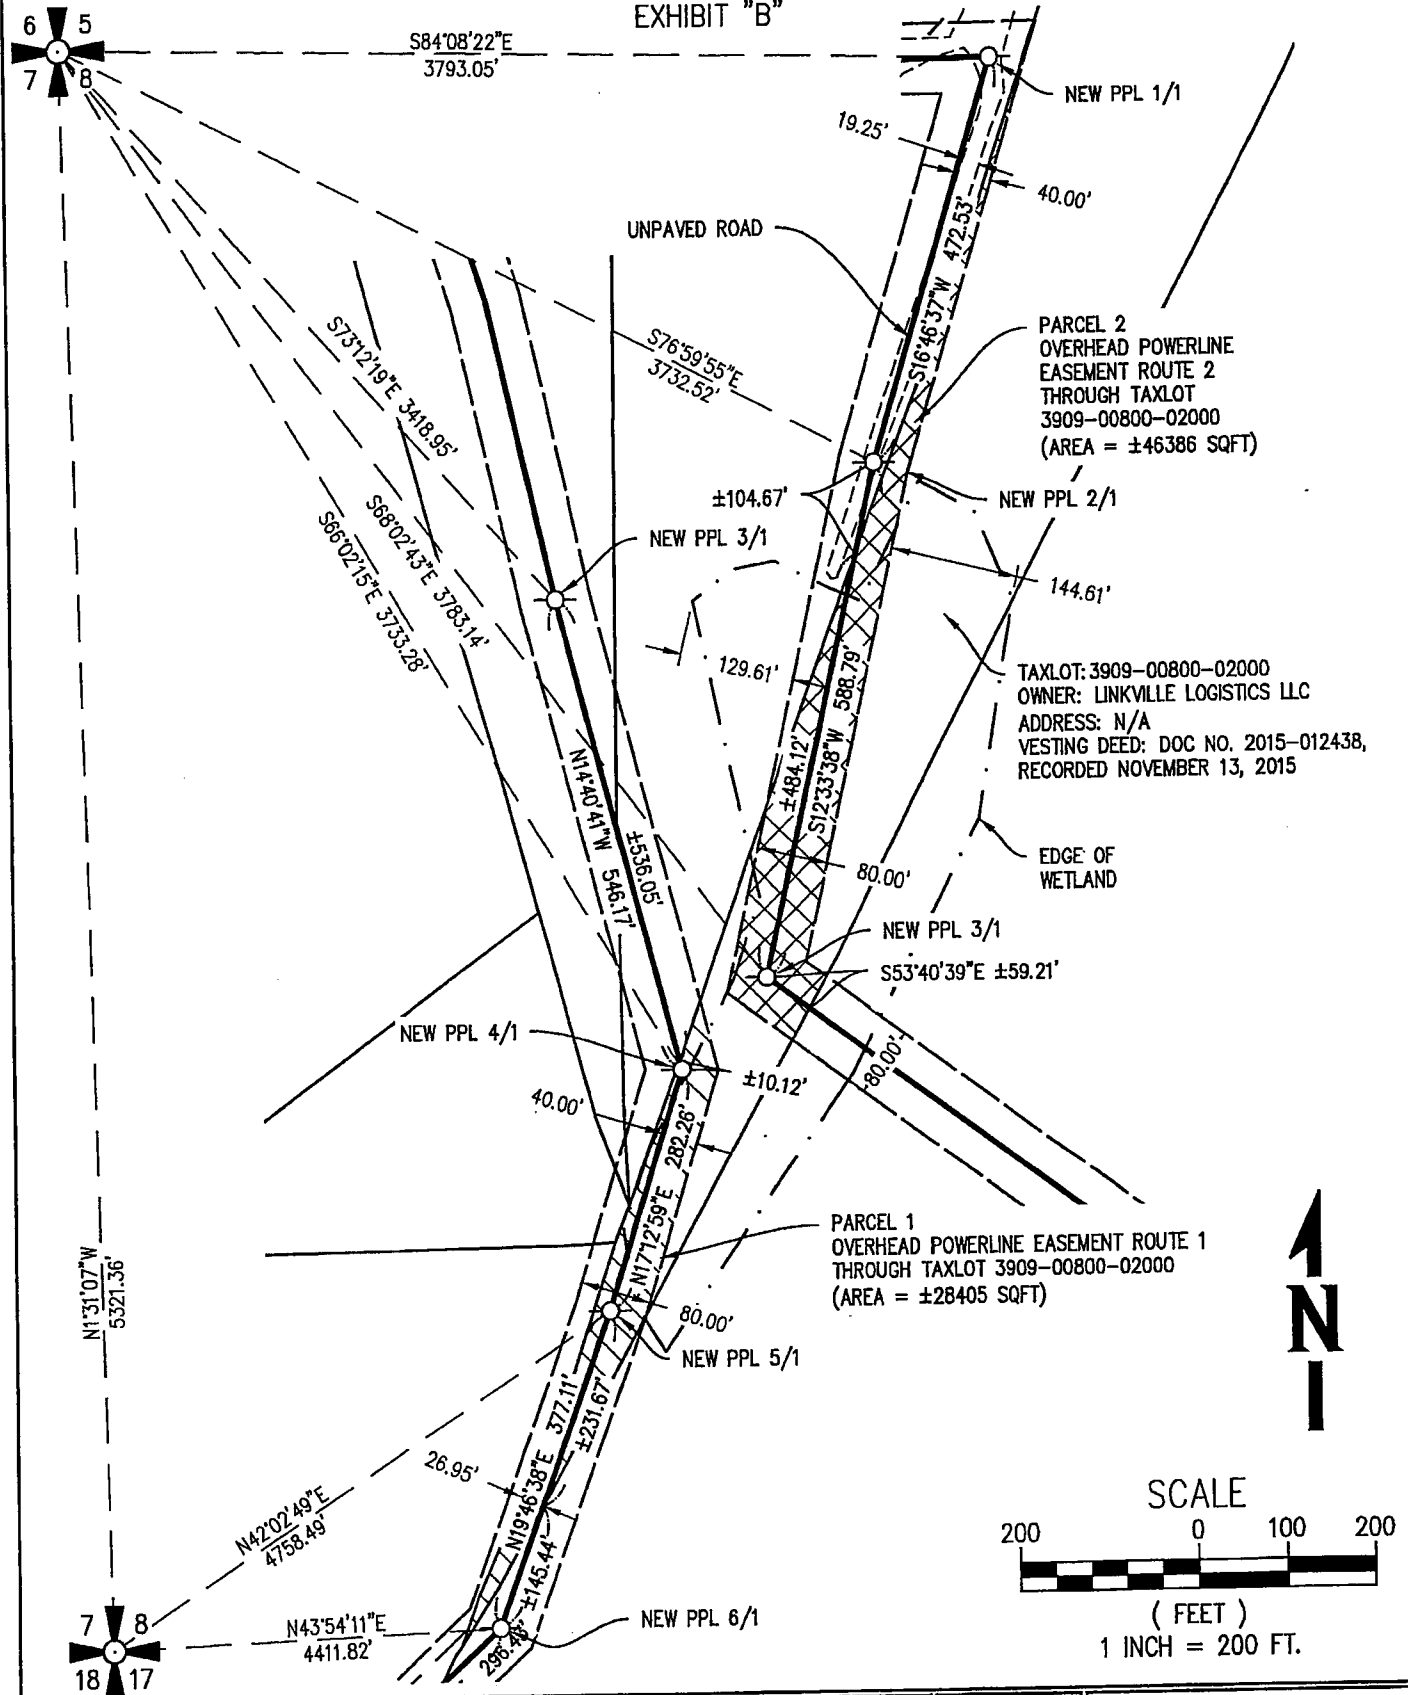 EXHIBIT "B"
6 5
7 8
S84°08'22"E
3793.05'
NEW PPL 1/1
19.25'
40.00'
UNPAVED ROAD
S16°46'37"W 472.53'
PARCEL 2
OVERHEAD POWERLINE
EASEMENT ROUTE 2
THROUGH TAXLOT
3909-00800-02000
(AREA = ±46386 SQFT)
S76°59'55"E
3732.52'
S73°12'19"E 3418.95'
S68°02'43"E 3783.14'
S66°02'15"E 3733.28'
±104.67'
NEW PPL 2/1
NEW PPL 3/1
144.61'
129.61'
TAXLOT: 3909-00800-02000
OWNER: LINKVILLE LOGISTICS LLC
ADDRESS: N/A
VESTING DEED: DOC NO. 2015-012438,
RECORDED NOVEMBER 13, 2015
±484.12'
S12°33'38"W 588.79'
N14°40'41"W 546.17'
±536.05'
80.00'
EDGE OF
WETLAND
NEW PPL 3/1
S53°40'39"E ±59.21'
NEW PPL 4/1
±10.12'
80.00'
40.00'
N17°12'59"E 282.26'
PARCEL 1
OVERHEAD POWERLINE EASEMENT ROUTE 1
THROUGH TAXLOT 3909-00800-02000
(AREA = ±28405 SQFT)
N1°31'07"W
5321.36'
80.00'
NEW PPL 5/1
N
N19°46'38"E 377.11'
±231.67'
26.95'
N42°02'49"E
4758.49'
±145.44'
SCALE
200 0 100 200
( FEET )
1 INCH = 200 FT.
7 8
18 17
N43°54'11"E
4411.82'
NEW PPL 6/1